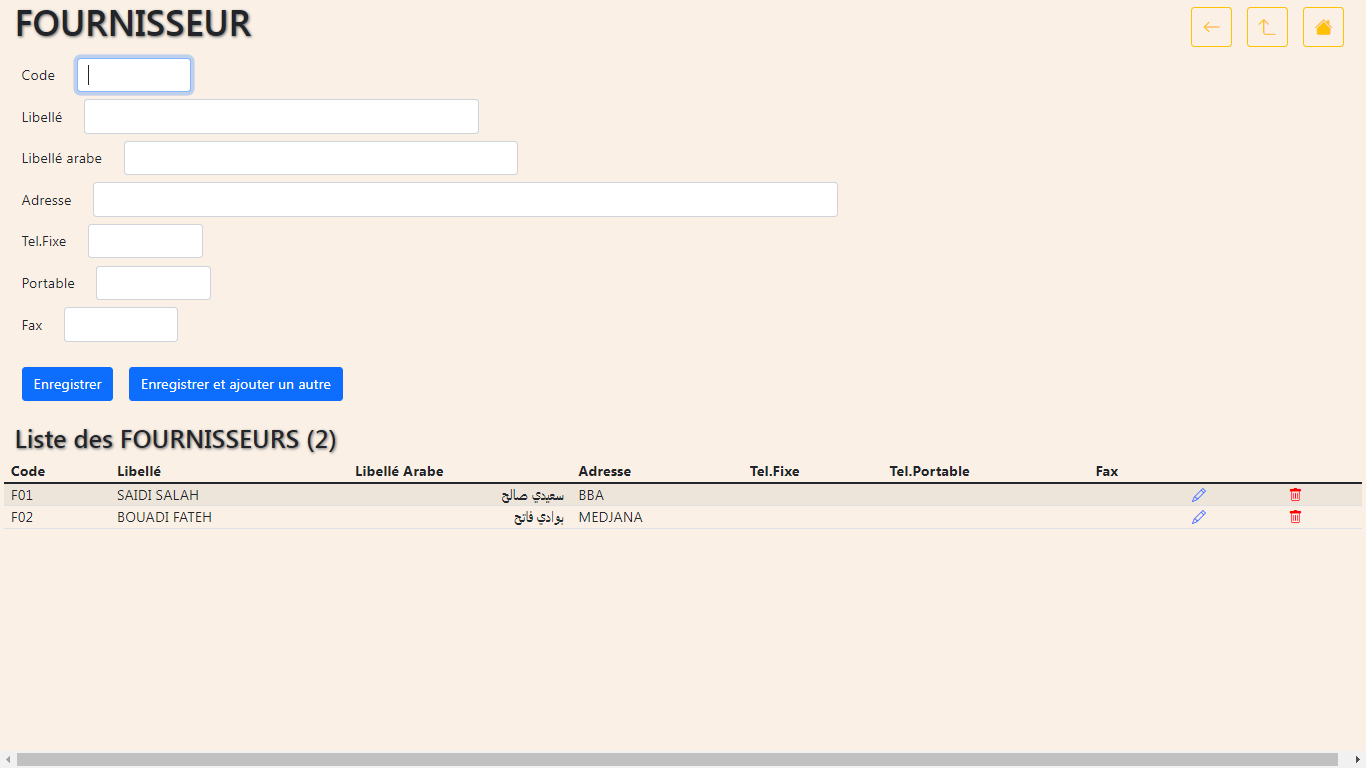 FOURNISSEUR
Code
Libellé
Libellé arabe
Adresse
Tel.Fixe
Portable
Fax
Enregistrer Enregistrer et ajouter un autre
Liste des FOURNISSEURS (2)
Code Libellé Libellé Arabe Adresse Tel.Fixe Tel.Portable Fax
F01 SAIDI SALAH سعيدي صالح BBA
F02 BOUADI FATEH بوادي فاتح MEDJANA